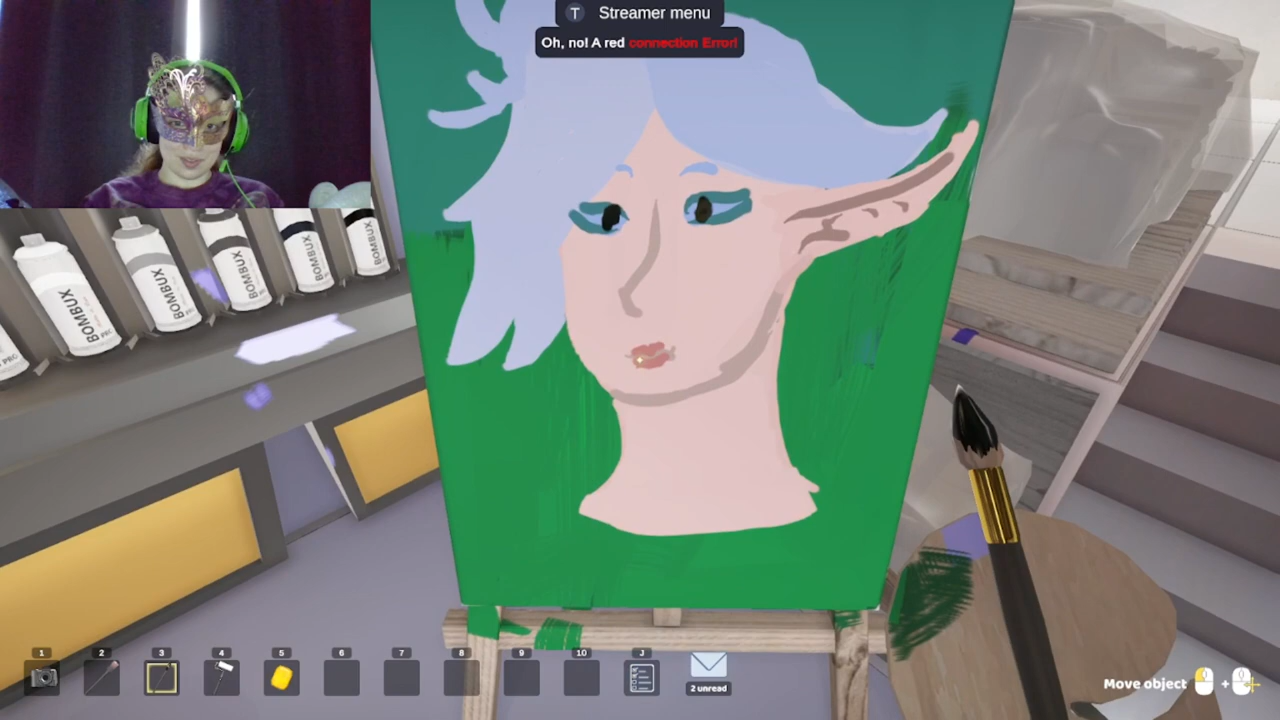 T Streamer menu
Oh, no! A red connection Error!
BOMBUX
BOMBUX
BOMBUX
BOMBUX
BOMBUX
PRO
1 2 3 4 5 6 7 8 9 10 J
2 unread
Move object +